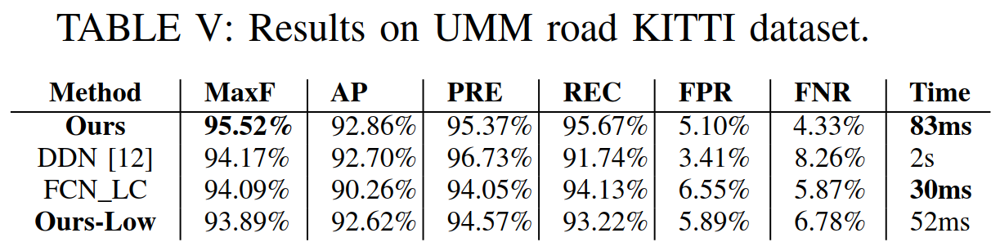 TABLE V: Results on UMM road KITTI dataset.
Method MaxF AP PRE REC FPR FNR Time
Ours 95.52% 92.86% 95.37% 95.67% 5.10% 4.33% 83ms
DDN [12] 94.17% 92.70% 96.73% 91.74% 3.41% 8.26% 2s
FCN_LC 94.09% 90.26% 94.05% 94.13% 6.55% 5.87% 30ms
Ours-Low 93.89% 92.62% 94.57% 93.22% 5.89% 6.78% 52ms